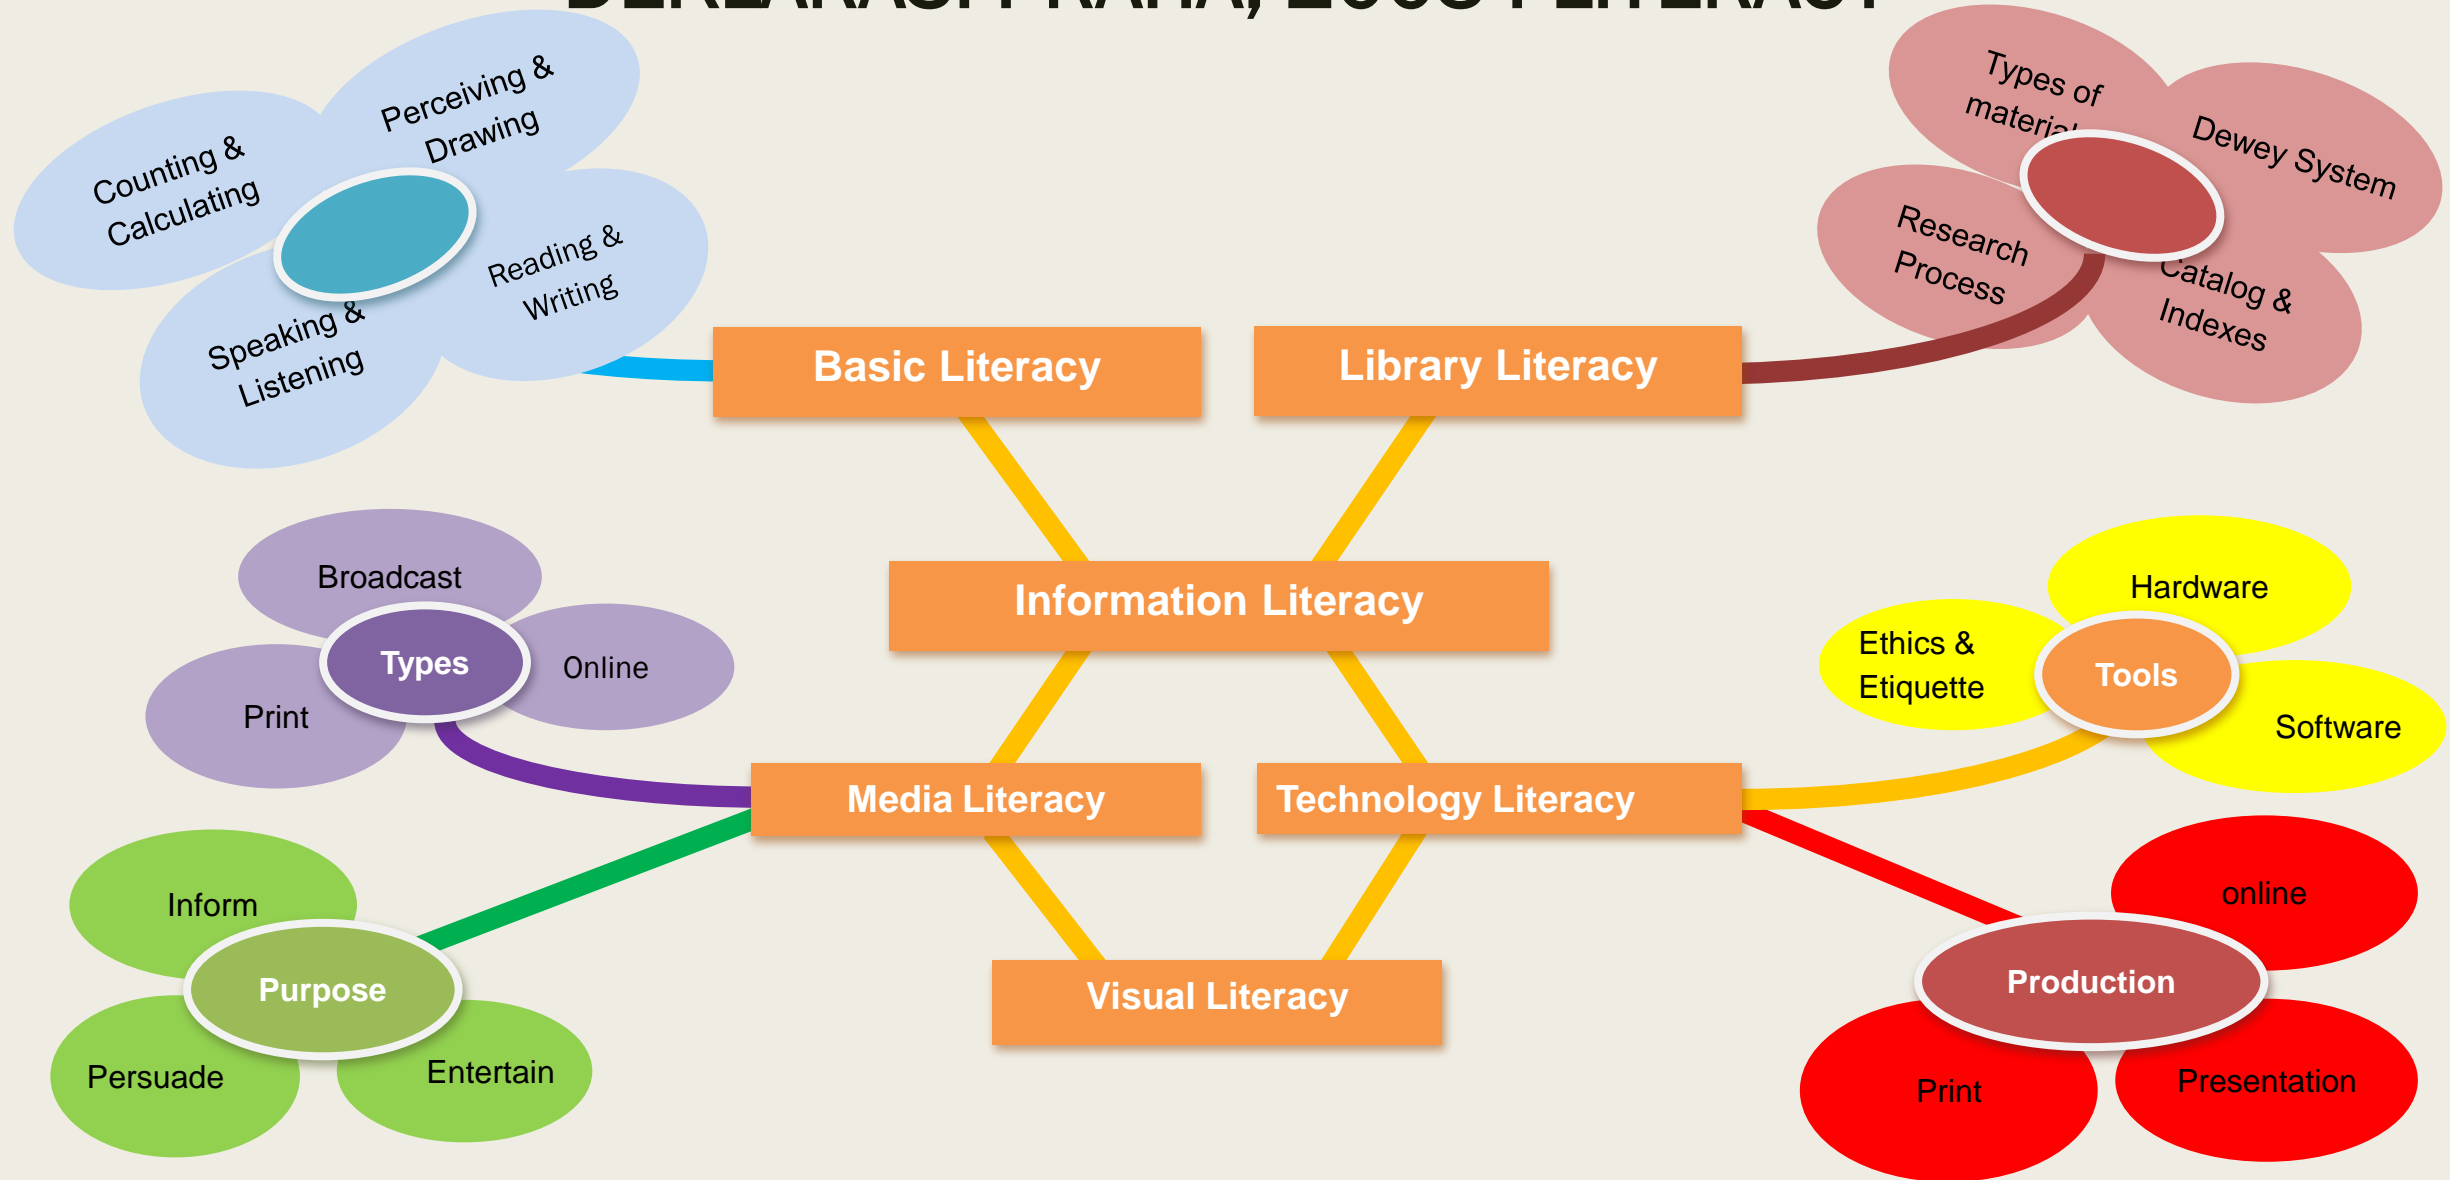 Perceiving &
Drawing
Counting &
Calculating
Reading &
Writing
Speaking &
Listening
Types of
Dewey System
Research
Process
Catalog &
Indexes
Basic Literacy
Library Literacy
Information Literacy
Broadcast
Types
Online
Print
Hardware
Ethics &
Etiquette
Tools
Software
Media Literacy
Technology Literacy
Inform
Purpose
Persuade
Entertain
online
Production
Print
Presentation
Visual Literacy